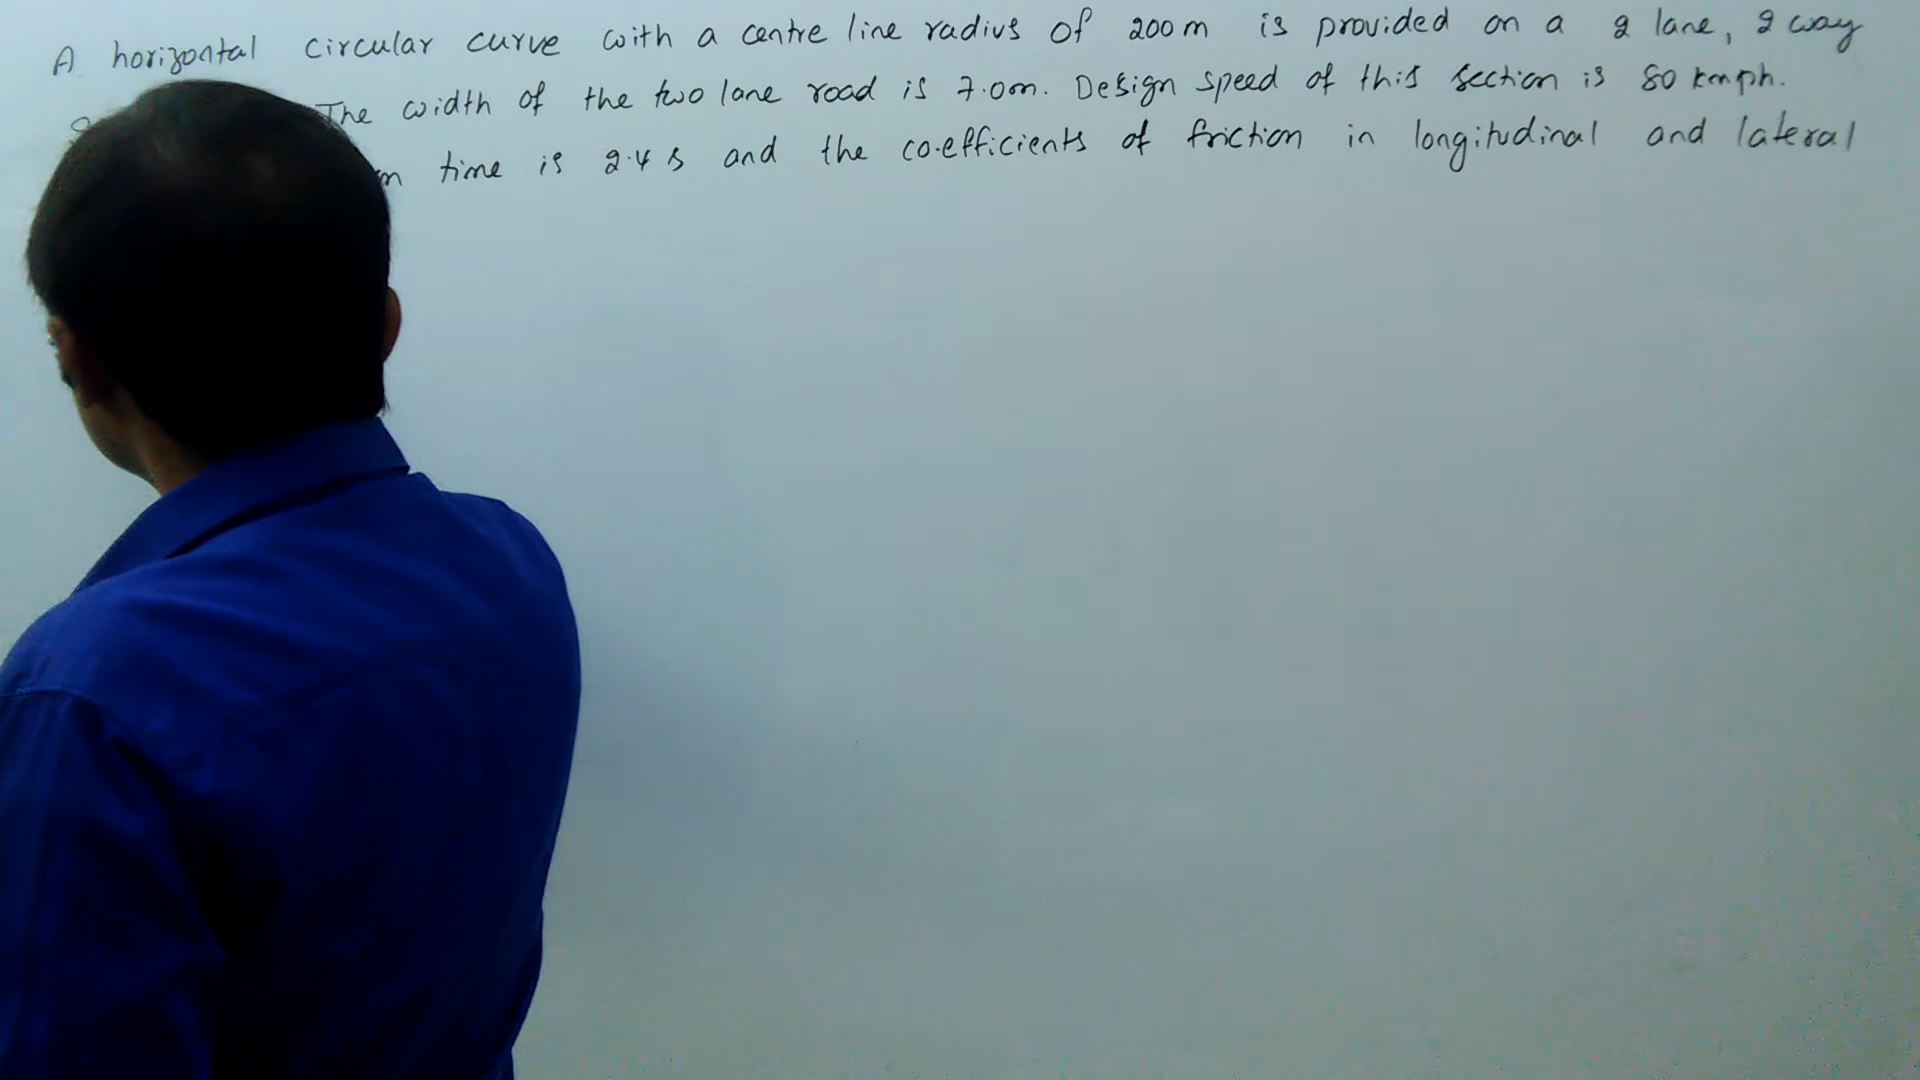 A horizontal circular curve with a centre line radius of 200 m is provided on a 2 lane, 2 way
The width of the two lane road is 7.0m. Design speed of this section is 80 kmph.
time is 2.4 s and the co.efficients of friction in longitudinal and lateral